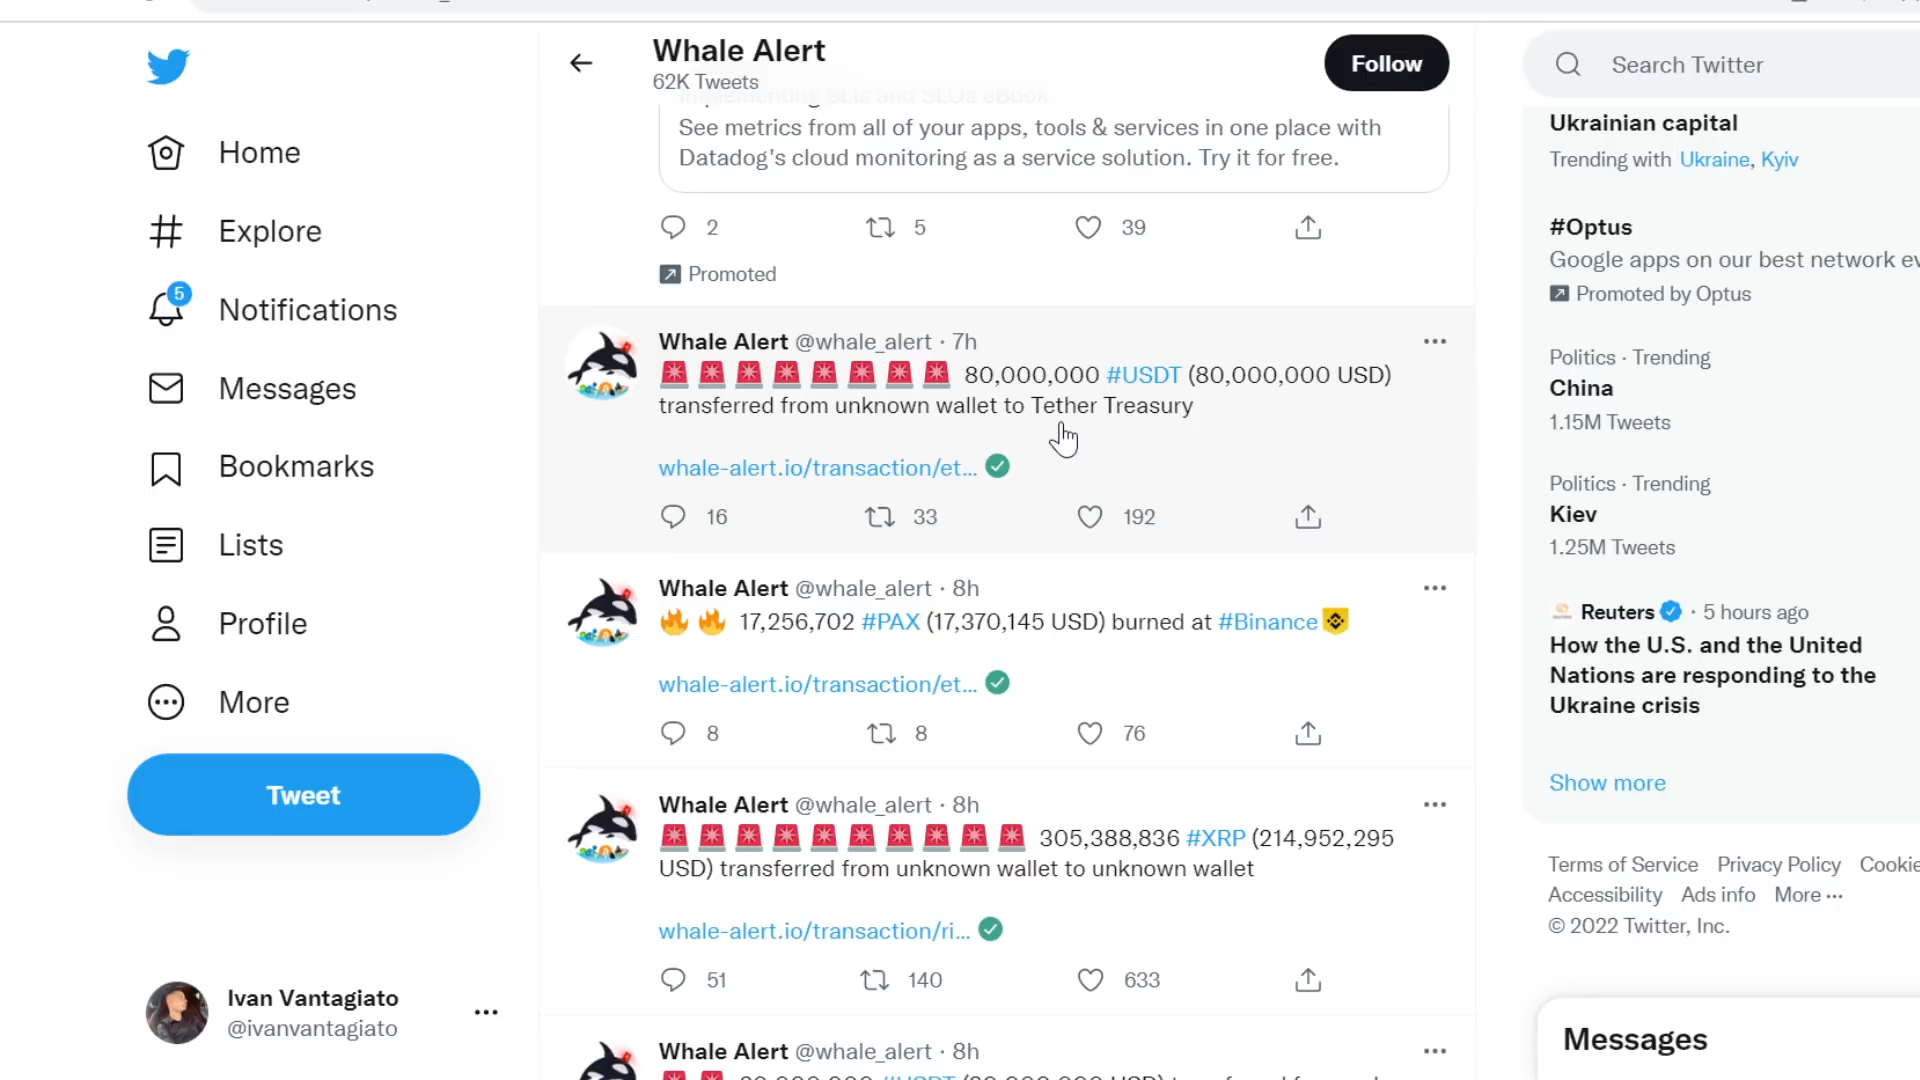 Whale Alert
62K Tweets
Follow
Search Twitter
Home
Explore
5
Notifications
Messages
Bookmarks
Lists
Profile
More
Tweet
Ivan Vantagiato
@ivanvantagiato
Implementing SLIs and SLOs eBook
See metrics from all of your apps, tools & services in one place with
Datadog's cloud monitoring as a service solution. Try it for free.
2 5 39
Promoted
Whale Alert @whale_alert · 7h
🚨 🚨 🚨 🚨 🚨 🚨 🚨 🚨 80,000,000 #USDT (80,000,000 USD)
transferred from unknown wallet to Tether Treasury
whale-alert.io/transaction/et...
16 33 192
Whale Alert @whale_alert · 8h
🔥 🔥 17,256,702 #PAX (17,370,145 USD) burned at #Binance
whale-alert.io/transaction/et...
8 8 76
Whale Alert @whale_alert · 8h
🚨 🚨 🚨 🚨 🚨 🚨 🚨 🚨 🚨 🚨 305,388,836 #XRP (214,952,295
USD) transferred from unknown wallet to unknown wallet
whale-alert.io/transaction/ri...
51 140 633
Whale Alert @whale_alert · 8h
Ukrainian capital
Trending with Ukraine, Kyiv
#Optus
Google apps on our best network
Promoted by Optus
Politics · Trending
China
1.15M Tweets
Politics · Trending
Kiev
1.25M Tweets
Reuters · 5 hours ago
How the U.S. and the United
Nations are responding to the
Ukraine crisis
Show more
Terms of Service Privacy Policy Cookie
Accessibility Ads info More ...
© 2022 Twitter, Inc.
Messages